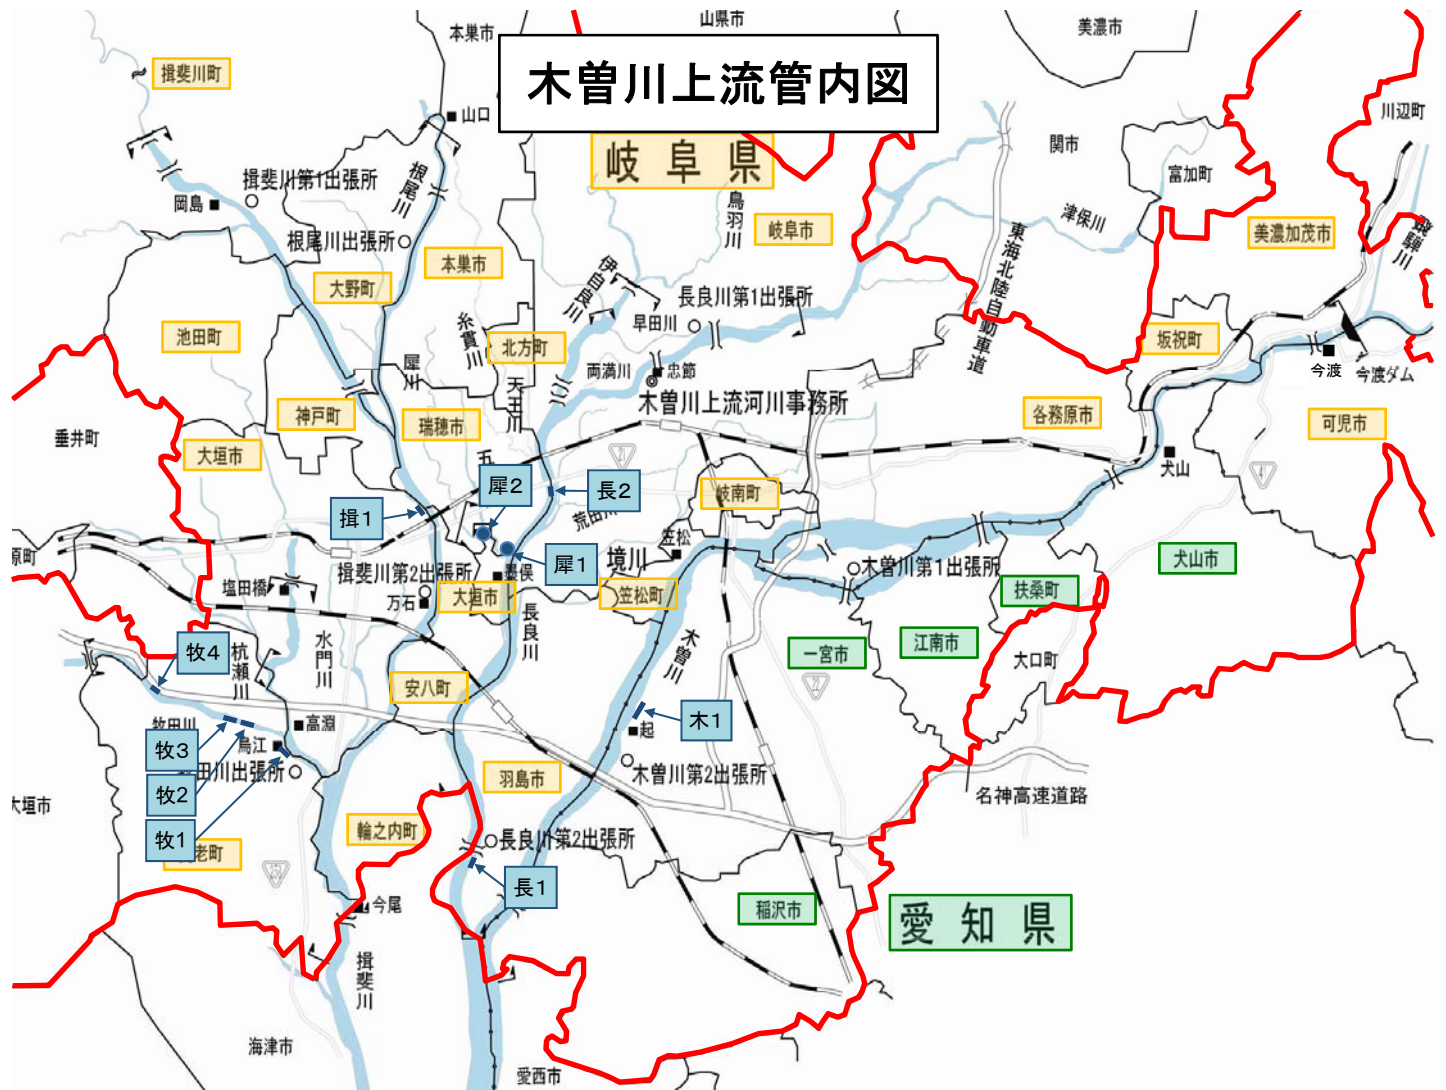 木曽川上流管内図
本巣市
山県市
美濃市
揖斐川町
川辺町
山口
関市
岐阜県
富加町
根尾川
揖斐川第1出張所
岡島
鳥羽川
津保川
岐阜市
美濃加茂市
飛騨川
根尾川出張所
東海北陸自動車道
本巣市
大野町
伊自良川
長良川第1出張所
早田川
池田町
糸貫川
北方町
坂祝町
犀川
天王川
両満川
忠節
今渡
今渡ダム
木曽川上流河川事務所
神戸町
瑞穂市
各務原市
可児市
垂井町
大垣市
五
犬山
犀2
長2
岐南町
揖1
笠松
犀1
境川
犬山市
揖斐川第2出張所
墨俣
木曽川第1出張所
塩田橋
万石
大垣市
笠松町
扶桑町
長良川
木曽川
江南市
水門川
杭瀬川
牧4
一宮市
大口町
安八町
高淵
木1
起
牧3
烏江
田川出張所
羽島市
木曽川第2出張所
牧2
大垣市
名神高速道路
牧1
老町
輪之内町
長良川第2出張所
長1
今尾
稲沢市
愛知県
揖斐川
海津市
愛西市